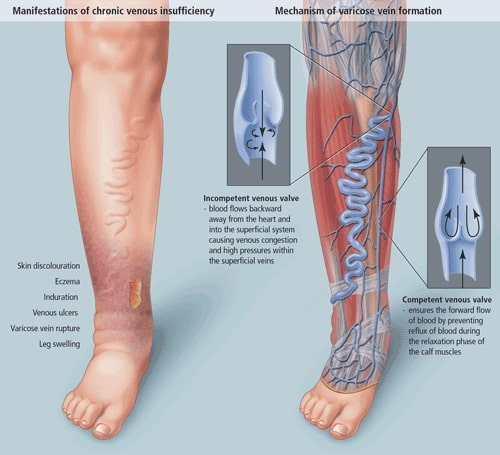 Manifestations of chronic venous insufficiency
Mechanism of varicose vein formation
Incompetent venous valve
- blood flows backward
away from the heart and
into the superficial system
causing venous congestion
and high pressures within
the superficial veins
Skin discolouration
Eczema
Induration
Venous ulcers
Varicose vein rupture
Leg swelling
Competent venous valve
- ensures the forward flow
of blood by preventing
reflux of blood during
the relaxation phase of
the calf muscles